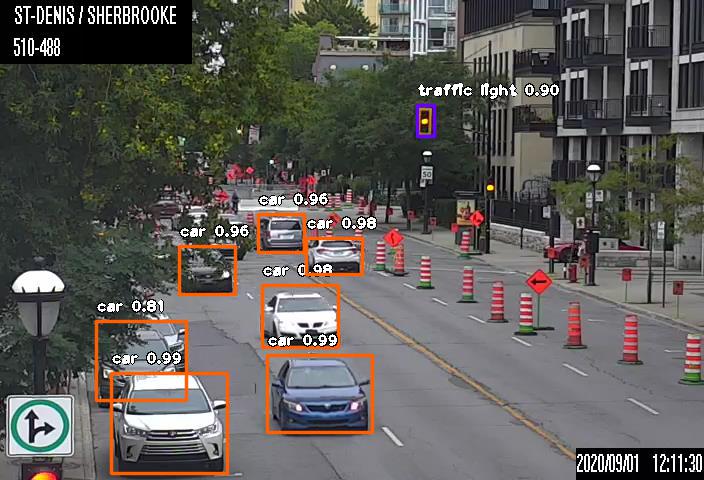 ST-DENIS / SHERBROOKE
510-488
traffic light 0.90
car 0.96
car 0.98
car 0.96
car 0.98
car 0.81
car 0.99
car 0.99
50
2020/09/01 12:11:30